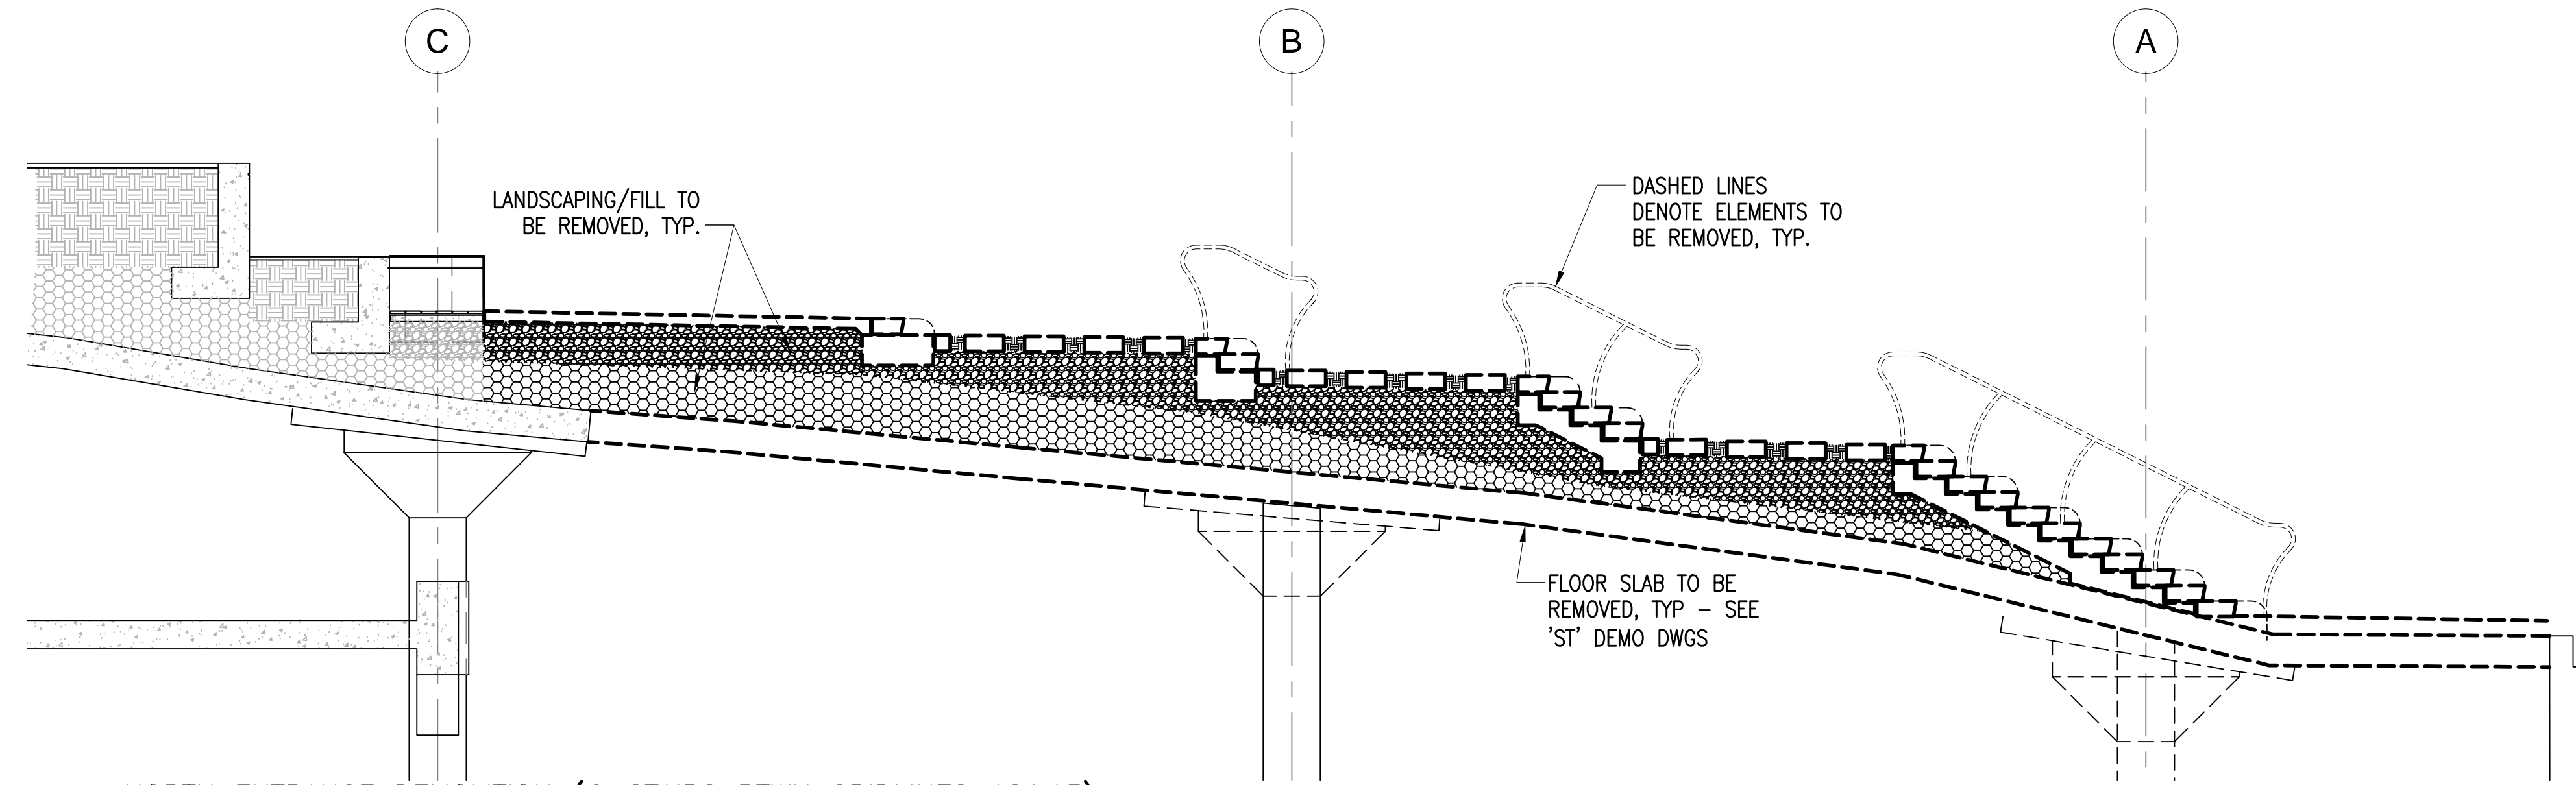 C
B
A
LANDSCAPING/FILL TO
BE REMOVED, TYP.
DASHED LINES
DENOTE ELEMENTS TO
BE REMOVED, TYP.
FLOOR SLAB TO BE
REMOVED, TYP – SEE
'ST' DEMO DWGS